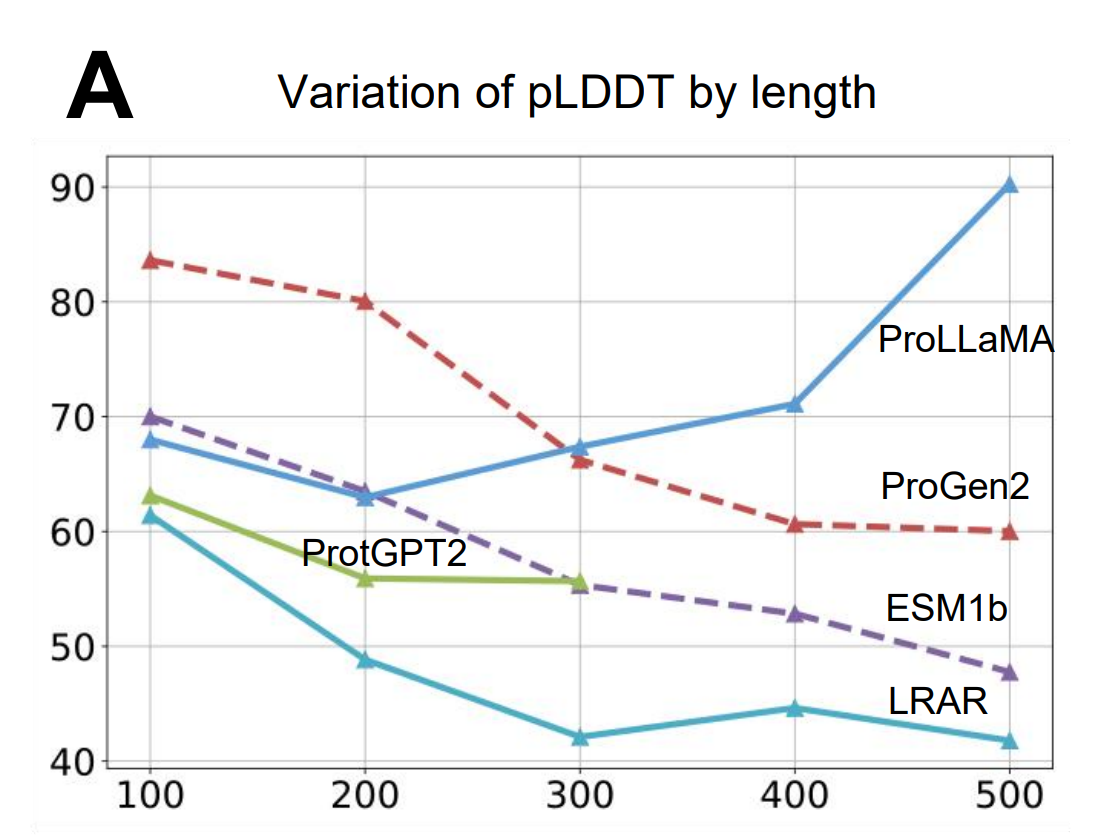 A
Variation of pLDDT by length
90
80
70
60
50
40
ProLLaMA
ProGen2
ProtGPT2
ESM1b
LRAR
100 200 300 400 500